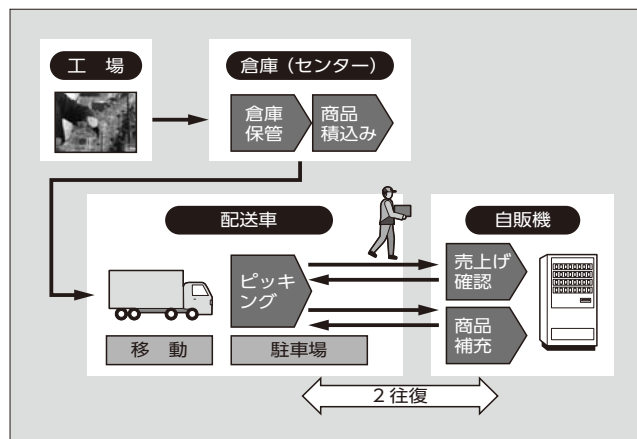 工 場
倉庫(センター)
倉庫
保管
商品
積込み
配送車
自販機
ピッキ
ング
売上げ
確認
商品
補充
移 動
駐車場
2往復